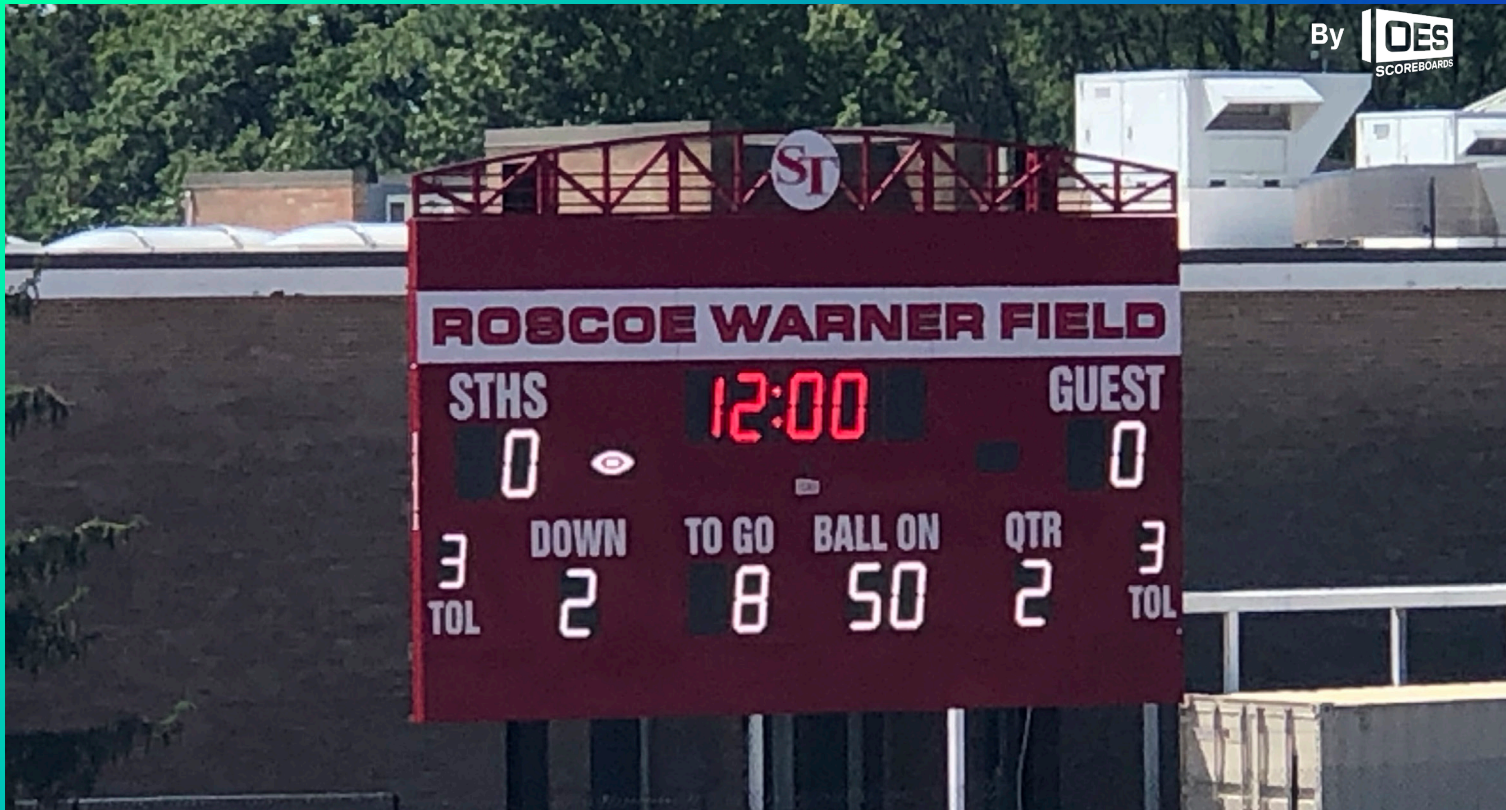 By OES
SCOREBOARDS
ST
ROSCOE WARNER FIELD
STHS 12:00 GUEST
0 0
DOWN TO GO BALL ON QTR
3 2 8 50 2 3
TOL TOL